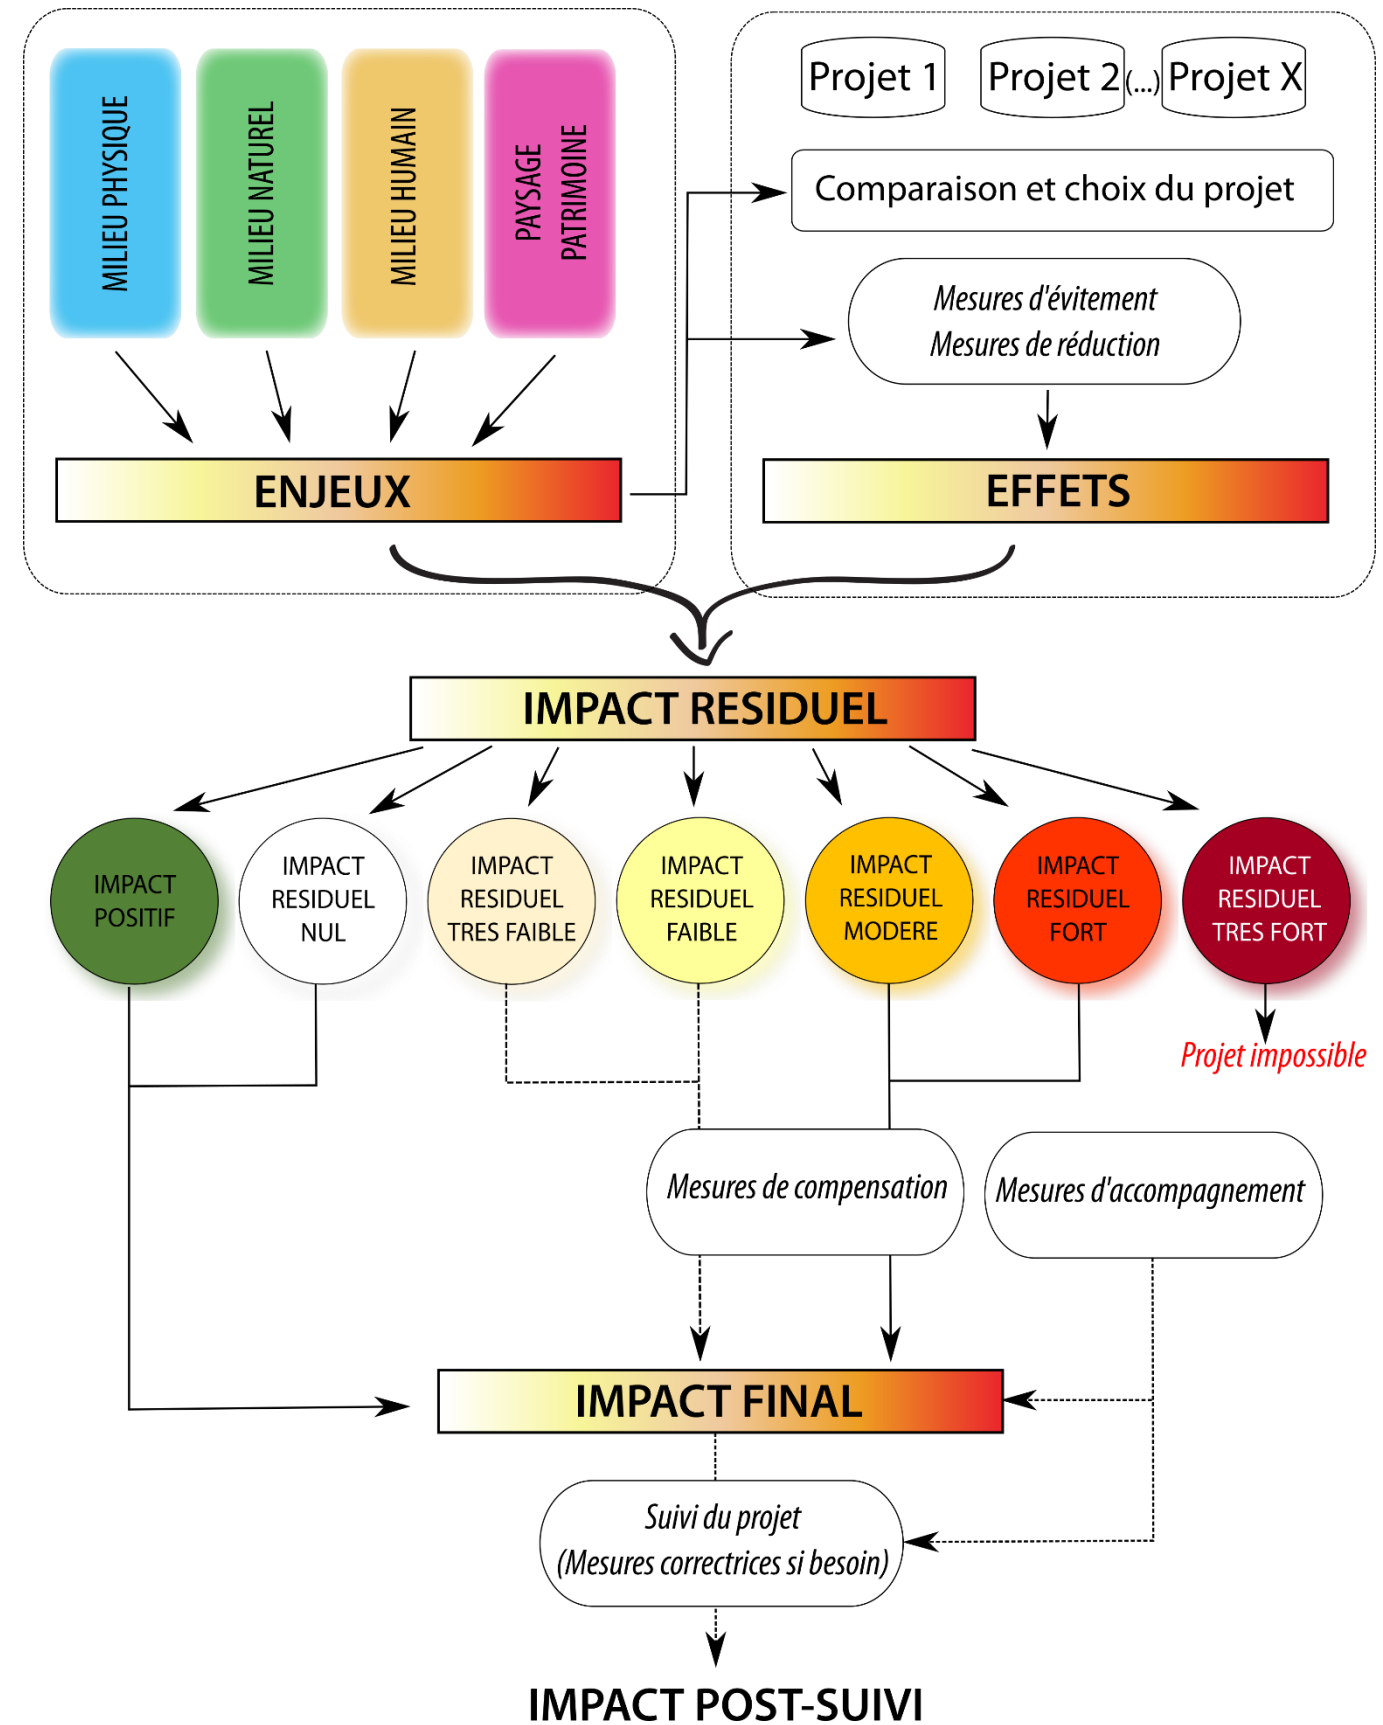 MILIEU PHYSIQUE
MILIEU NATUREL
MILIEU HUMAIN
PAYSAGE
PATRIMOINE
ENJEUX
Projet 1
Projet 2
(...)
Projet X
Comparaison et choix du projet
Mesures d'évitement
Mesures de réduction
EFFETS
IMPACT RESIDUEL
IMPACT
POSITIF
IMPACT
RESIDUEL
NUL
IMPACT
RESIDUEL
TRES FAIBLE
IMPACT
RESIDUEL
FAIBLE
IMPACT
RESIDUEL
MODERE
IMPACT
RESIDUEL
FORT
IMPACT
RESIDUEL
TRES FORT
Projet impossible
Mesures de compensation
Mesures d'accompagnement
IMPACT FINAL
Suivi du projet
(Mesures correctrices si besoin)
IMPACT POST-SUIVI